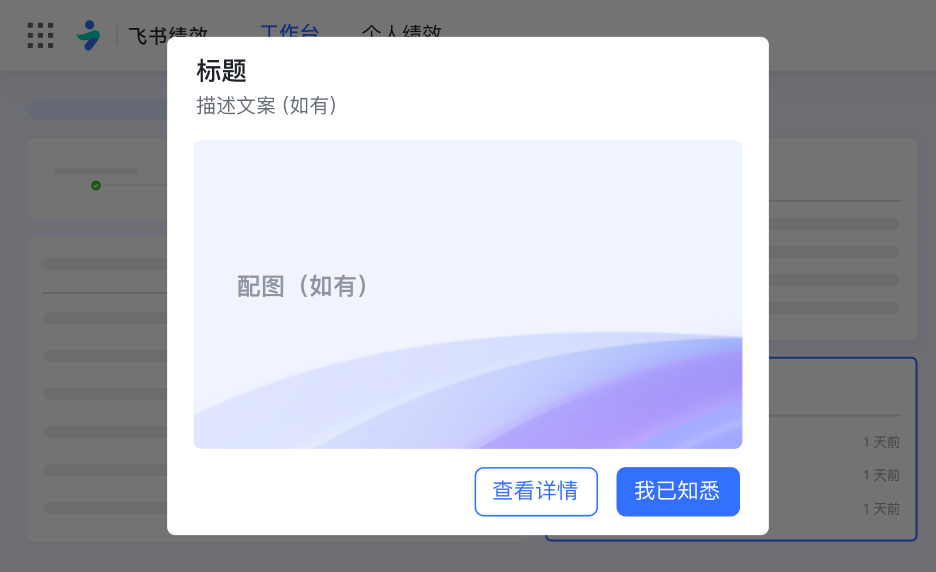 飞书绩效
工作台
个人绩效
标题
描述文案 (如有)
配图（如有）
1 天前
1 天前
1 天前
查看详情
我已知悉